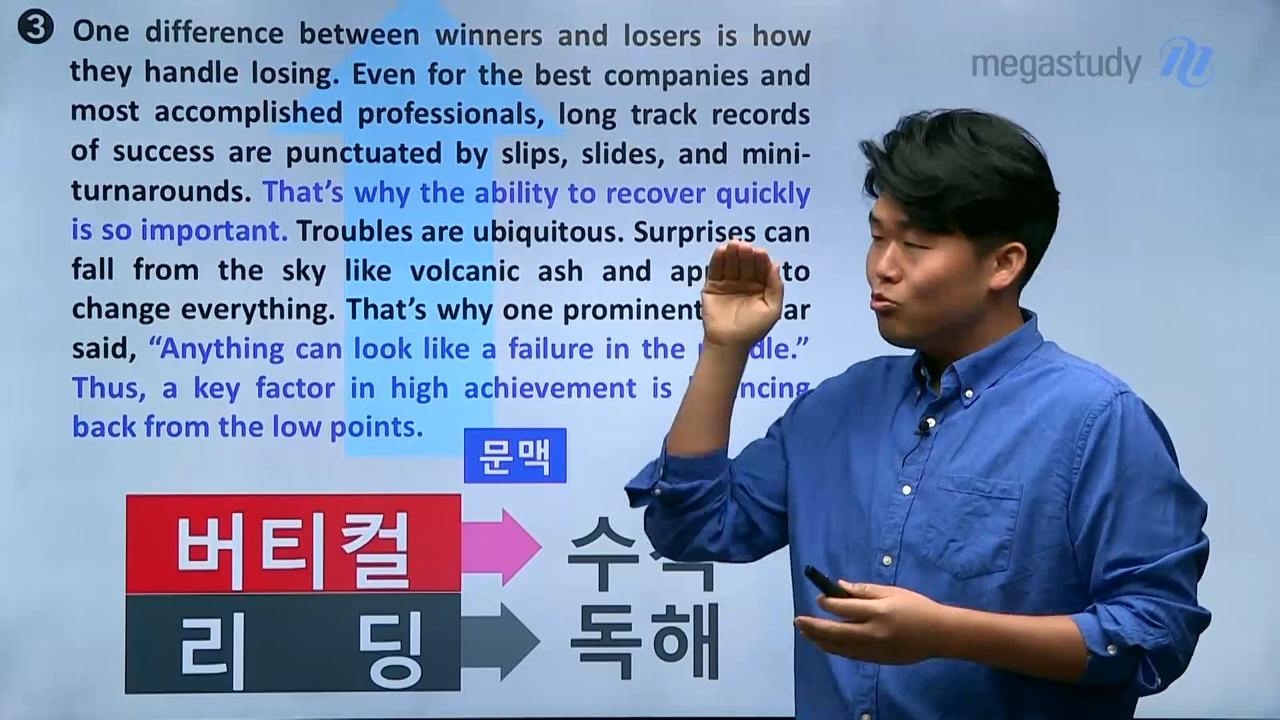 3 One difference between winners and losers is how
megastudy
they handle losing. Even for the best companies and
most accomplished professionals, long track records
of success are punctuated by slips, slides, and mini-
turnarounds. That's why the ability to recover quickly
is so important. Troubles are ubiquitous. Surprises can
fall from the sky like volcanic ash and to
change everything. That's why one prominent
said, “Anything can look like a failure in the
Thus, a key factor in high achievement is
back from the low points.
문맥
버티컬
리딩
독해